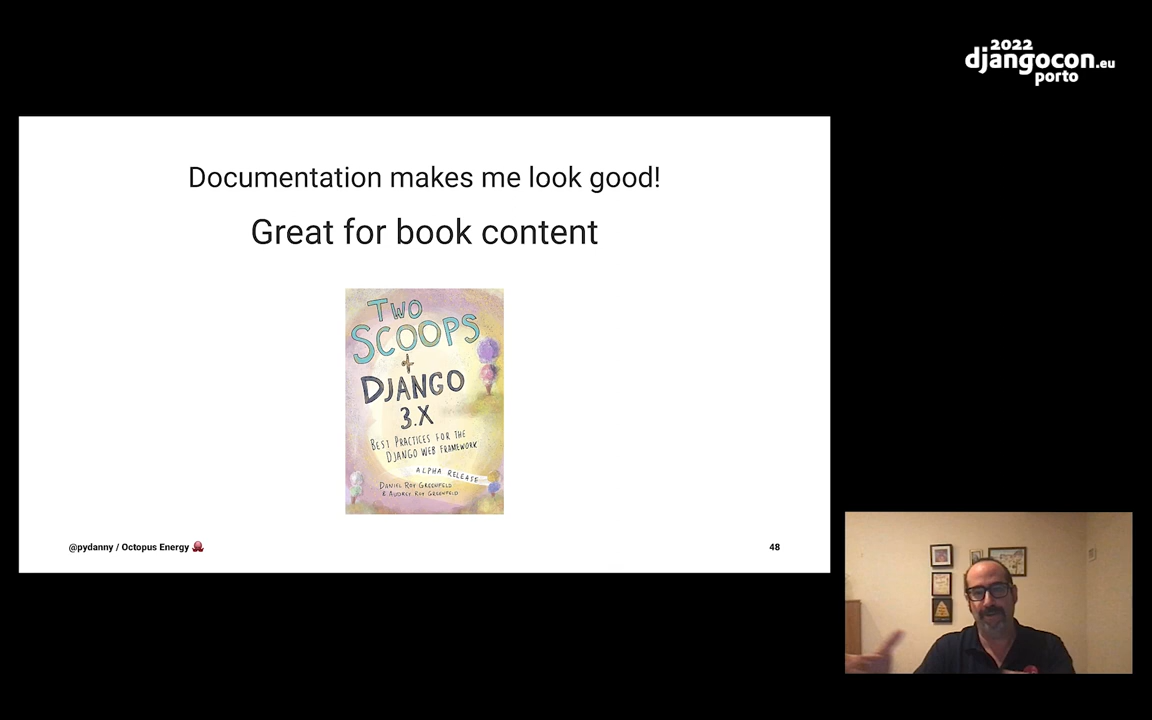 2022
djangocon.eu
porto
Documentation makes me look good!
Great for book content
TWO
SCOOPS
+
DJANGO
3.X
BEST PRACTICES FOR THE
DJANGO WEB FRAMEWORK
ALPHA RELEASE
DANIEL ROY GREENFELD
& AUDREY ROY GREENFELD
@pydanny / Octopus Energy 🐙
48